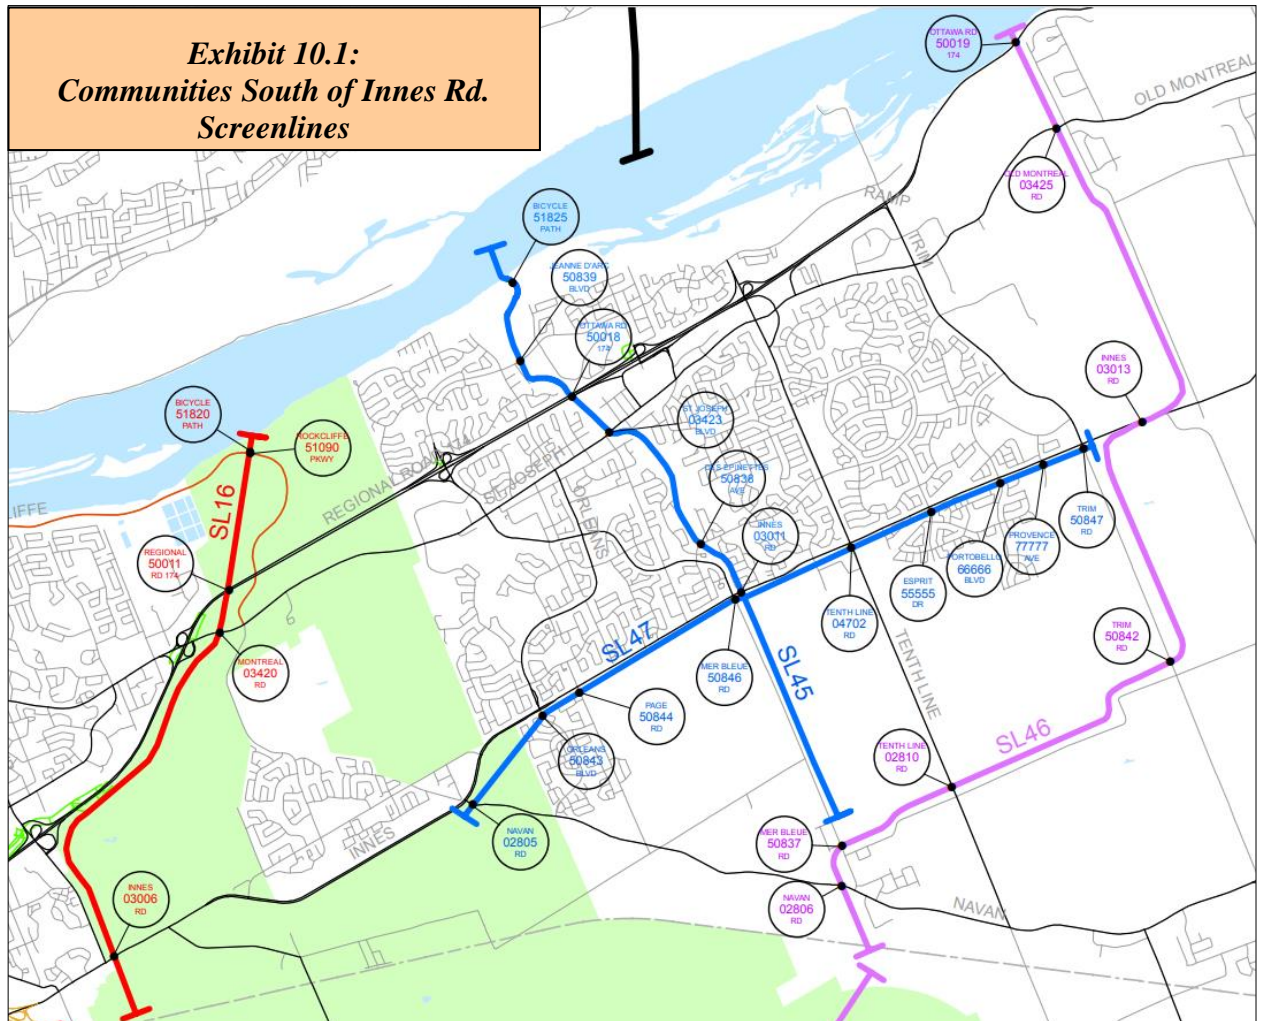 Exhibit 10.1:
Communities South of Innes Rd.
Screenlines
OTTAWA RD
50019
174
OLD MONTREAL
OLD MONTREAL
03425
RD
RAMP
TRIM
BICYCLE
51825
PATH
JEANNE D'ARC
50839
BLVD
OTTAWA RD
50018
174
INNES
03013
RD
BICYCLE
51820
PATH
ROCKCLIFFE
51090
PKWY
ST JOSEPH
03423
BLVD
REGIONAL ROAD 174
ST JOSEPH
ORLEANS
DES EPINETTES
50838
AVE
IFFE
SL16
INNES
03011
RD
TRIM
50847
RD
REGIONAL
50011
RD 174
PROVENCE
77777
AVE
PORTOBELLO
66666
BLVD
ESPRIT
55555
DR
TENTH LINE
04702
RD
MONTREAL
03420
RD
SL47
SL45
MER BLEUE
50846
RD
TENTH LINE
TRIM
50842
RD
PAGE
50844
RD
ORLEANS
50843
BLVD
SL46
TENTH LINE
02810
RD
INNES
NAVAN
02805
RD
MER BLEUE
50837
RD
INNES
03006
RD
NAVAN
02806
RD
NAVAN